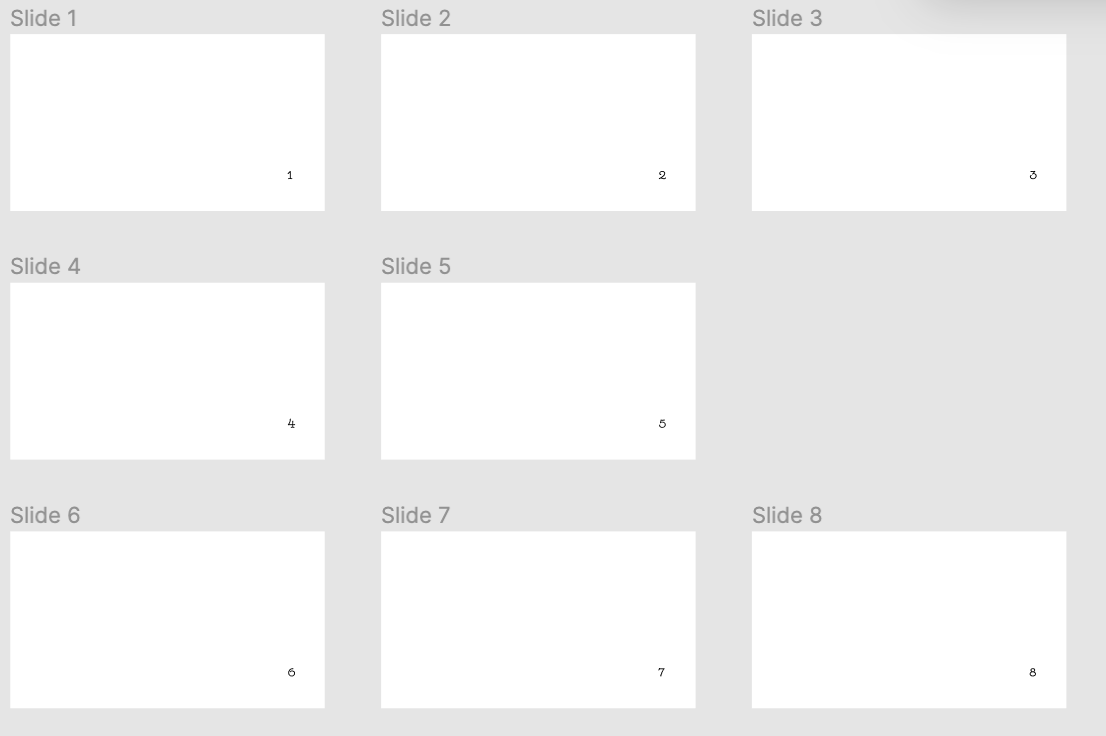 Slide 1
Slide 2
Slide 3
1
2
3
Slide 4
Slide 5
4
5
Slide 6
Slide 7
Slide 8
6
7
8